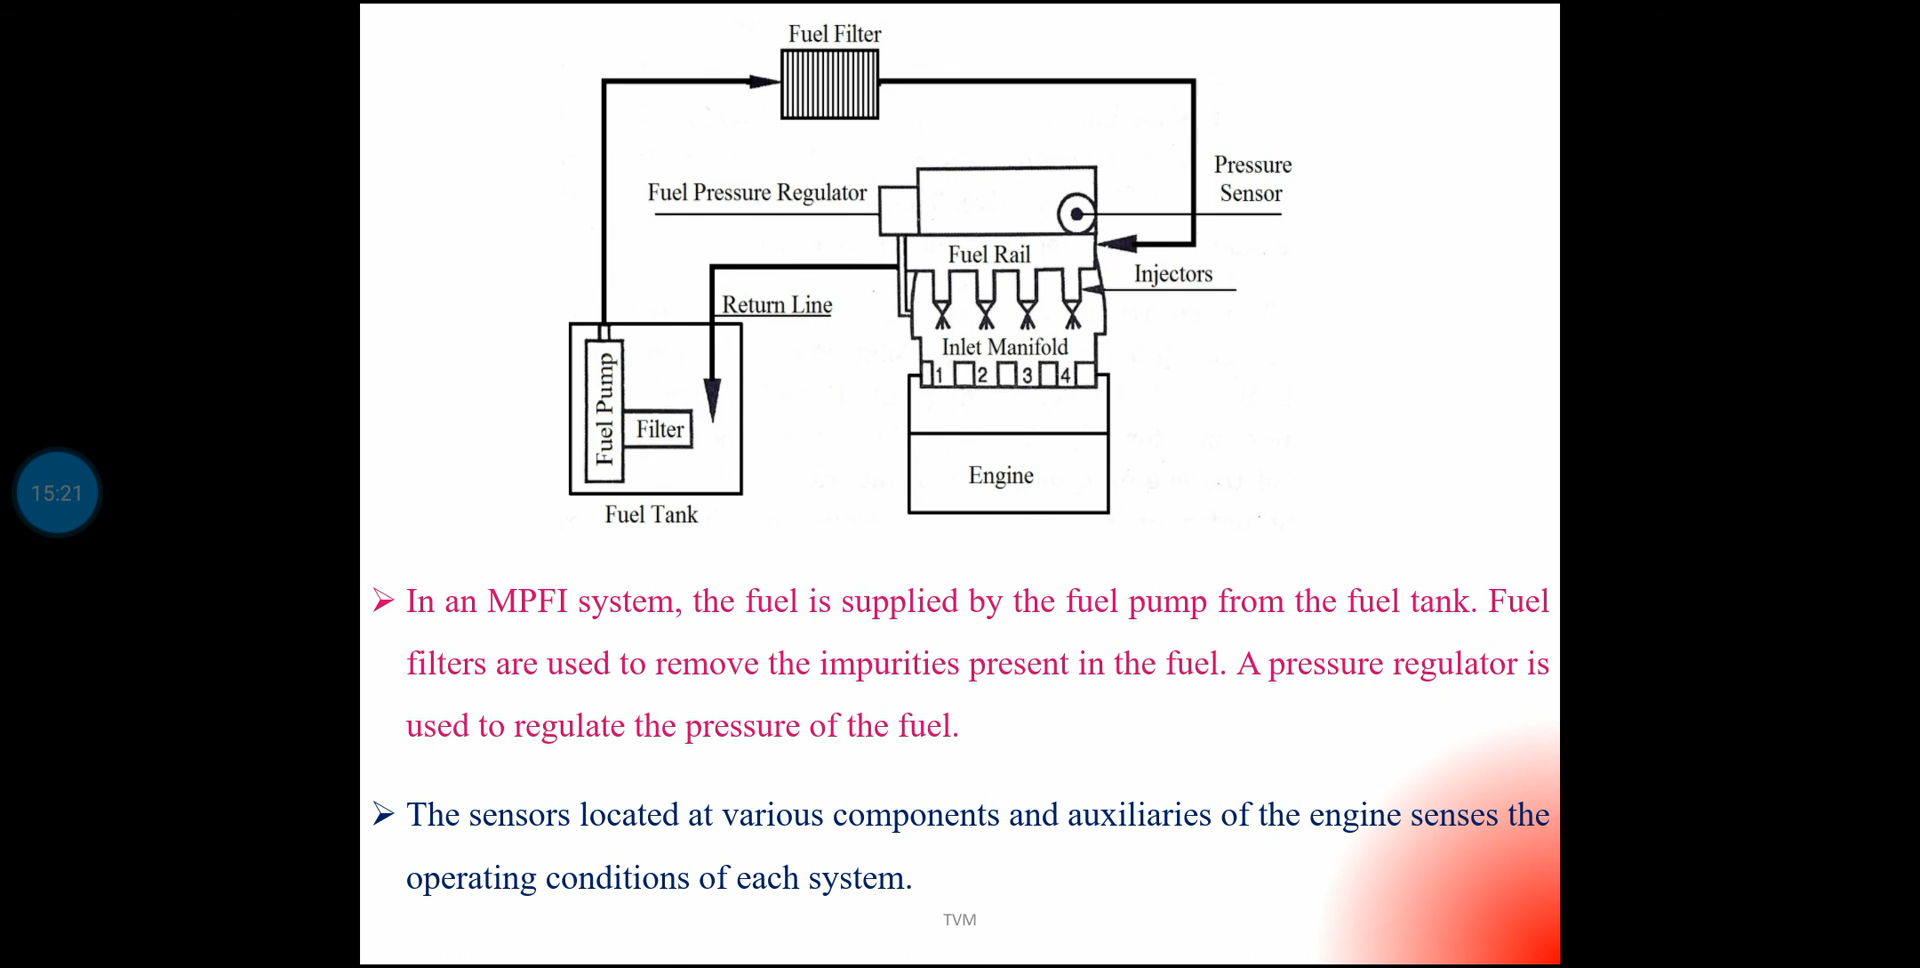 Fuel Filter
Pressure
Sensor
Fuel Pressure Regulator
Fuel Rail
Injectors
Return Line
Inlet Manifold
1 2 3 4
Fuel Pump
Filter
Engine
Fuel Tank
15:21
➢ In an MPFI system, the fuel is supplied by the fuel pump from the fuel tank. Fuel
filters are used to remove the impurities present in the fuel. A pressure regulator is
used to regulate the pressure of the fuel.
➢ The sensors located at various components and auxiliaries of the engine senses the
operating conditions of each system.
TVM